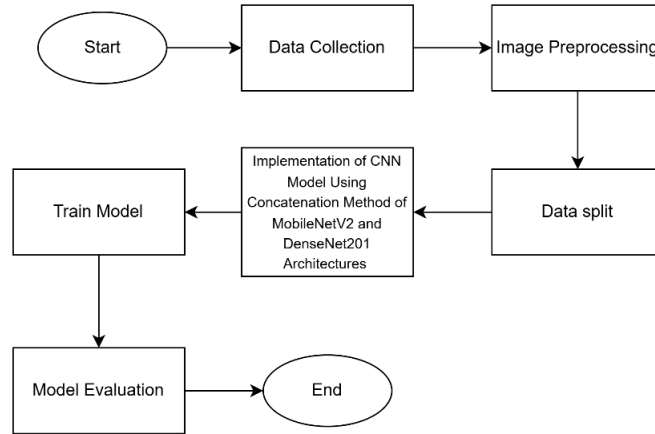 Start
Data Collection
Image Preprocessing
Data split
Implementation of CNN
Model Using
Concatenation Method of
MobileNetV2 and
DenseNet201
Architectures
Train Model
Model Evaluation
End